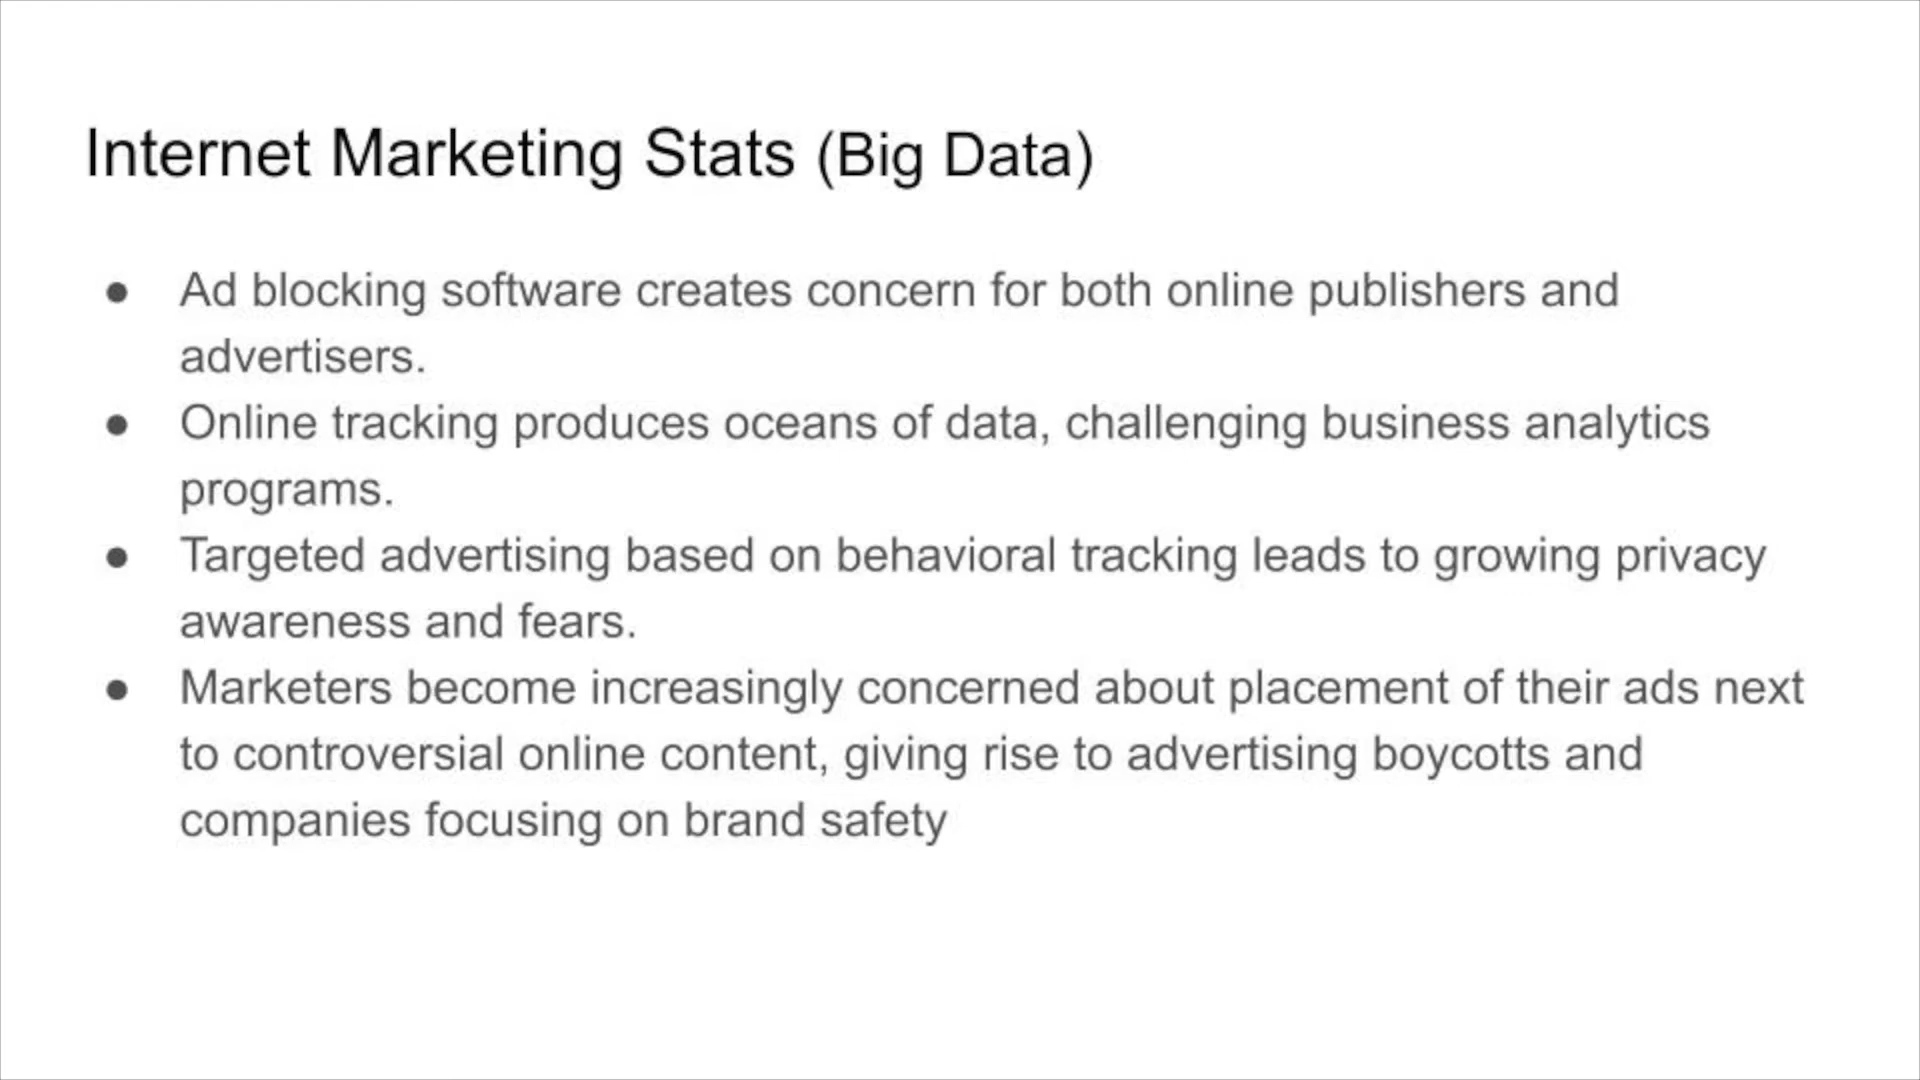 Internet Marketing Stats (Big Data)
● Ad blocking software creates concern for both online publishers and
advertisers.
● Online tracking produces oceans of data, challenging business analytics
programs.
● Targeted advertising based on behavioral tracking leads to growing privacy
awareness and fears.
● Marketers become increasingly concerned about placement of their ads next
to controversial online content, giving rise to advertising boycotts and
companies focusing on brand safety